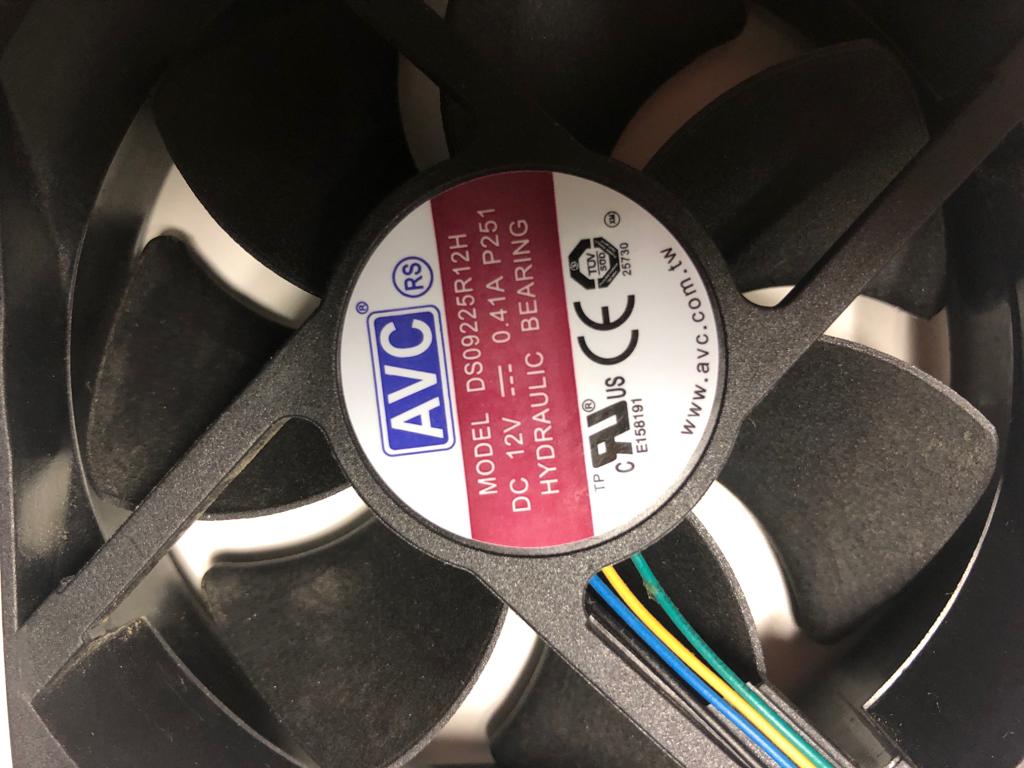 AVC®
RS
MODEL DS09225R12H
DC 12V 0.41A P251
HYDRAULIC BEARING
TP
RU®
C US
E158191
CE
TÜV
25730
www.avc.com.tw